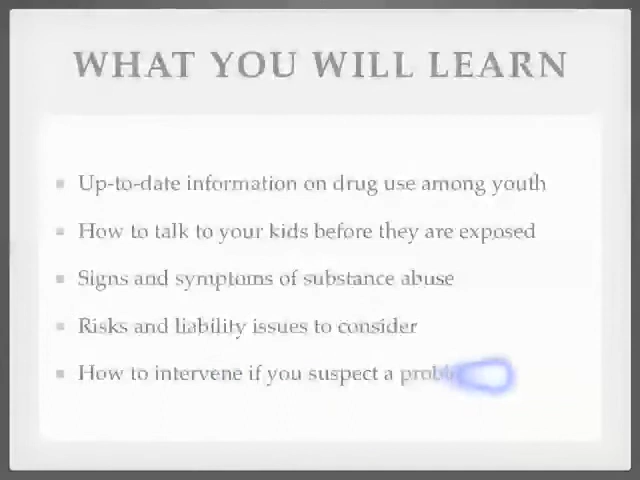 WHAT YOU WILL LEARN
Up-to-date information on drug use among youth
How to talk to your kids before they are exposed
Signs and symptoms of substance abuse
Risks and liability issues to consider
How to intervene if you suspect a